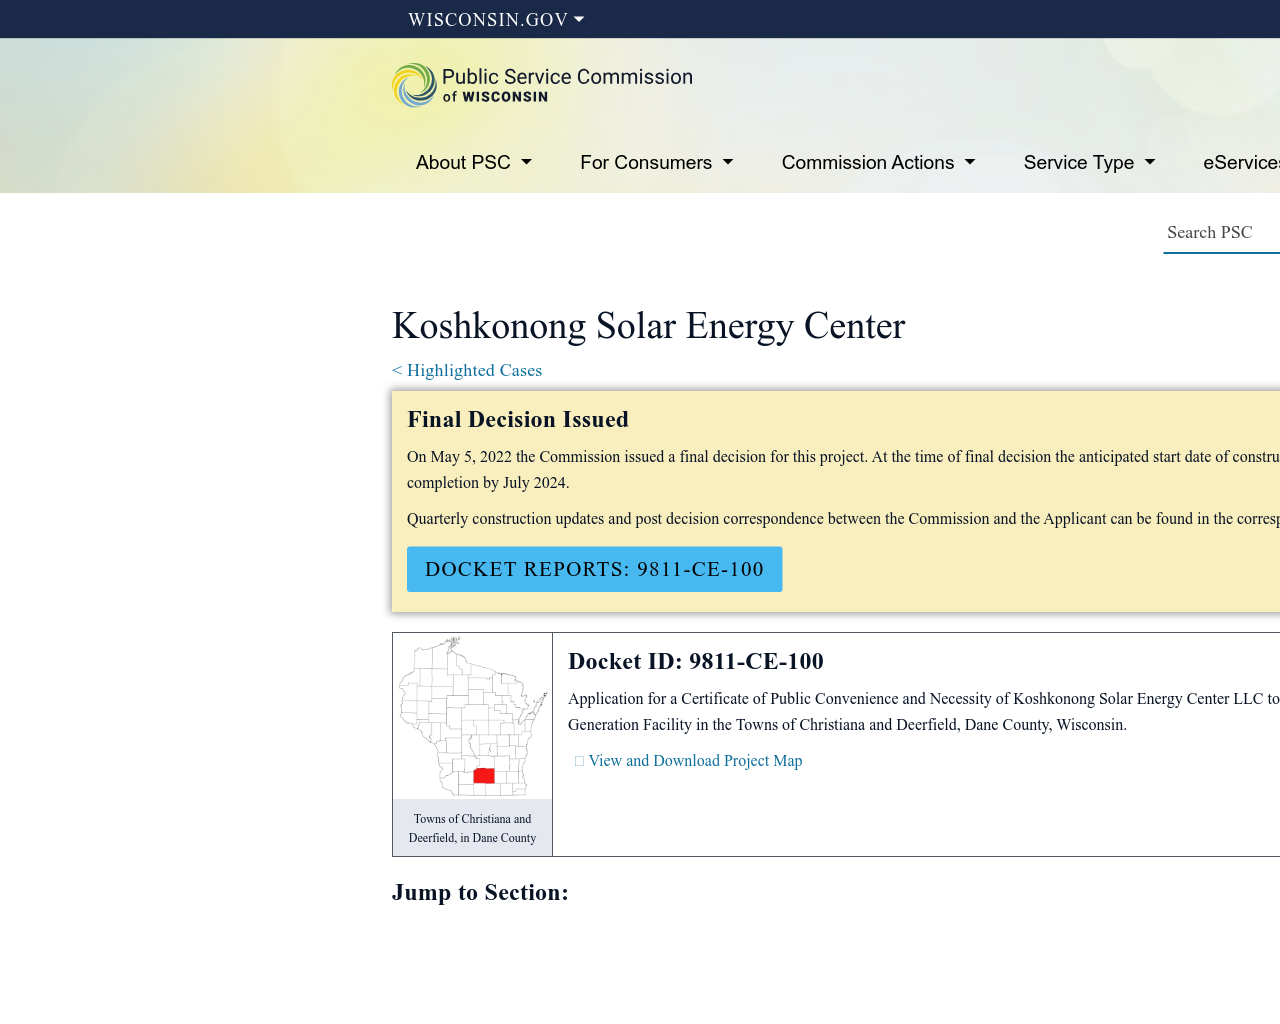 WISCONSIN.GOV
Public Service Commission
of WISCONSIN
About PSC
For Consumers
Commission Actions
Service Type
eServices
Search PSC
Koshkonong Solar Energy Center
< Highlighted Cases
Final Decision Issued
On May 5, 2022 the Commission issued a final decision for this project. At the time of final decision the anticipated start date of
completion by July 2024.
Quarterly construction updates and post decision correspondence between the Commission and the Applicant can be found in the
DOCKET REPORTS: 9811-CE-100
Docket ID: 9811-CE-100
Application for a Certificate of Public Convenience and Necessity of Koshkonong Solar Energy Center LLC to
Generation Facility in the Towns of Christiana and Deerfield, Dane County, Wisconsin.
View and Download Project Map
Towns of Christiana and
Deerfield, in Dane County
Jump to Section: